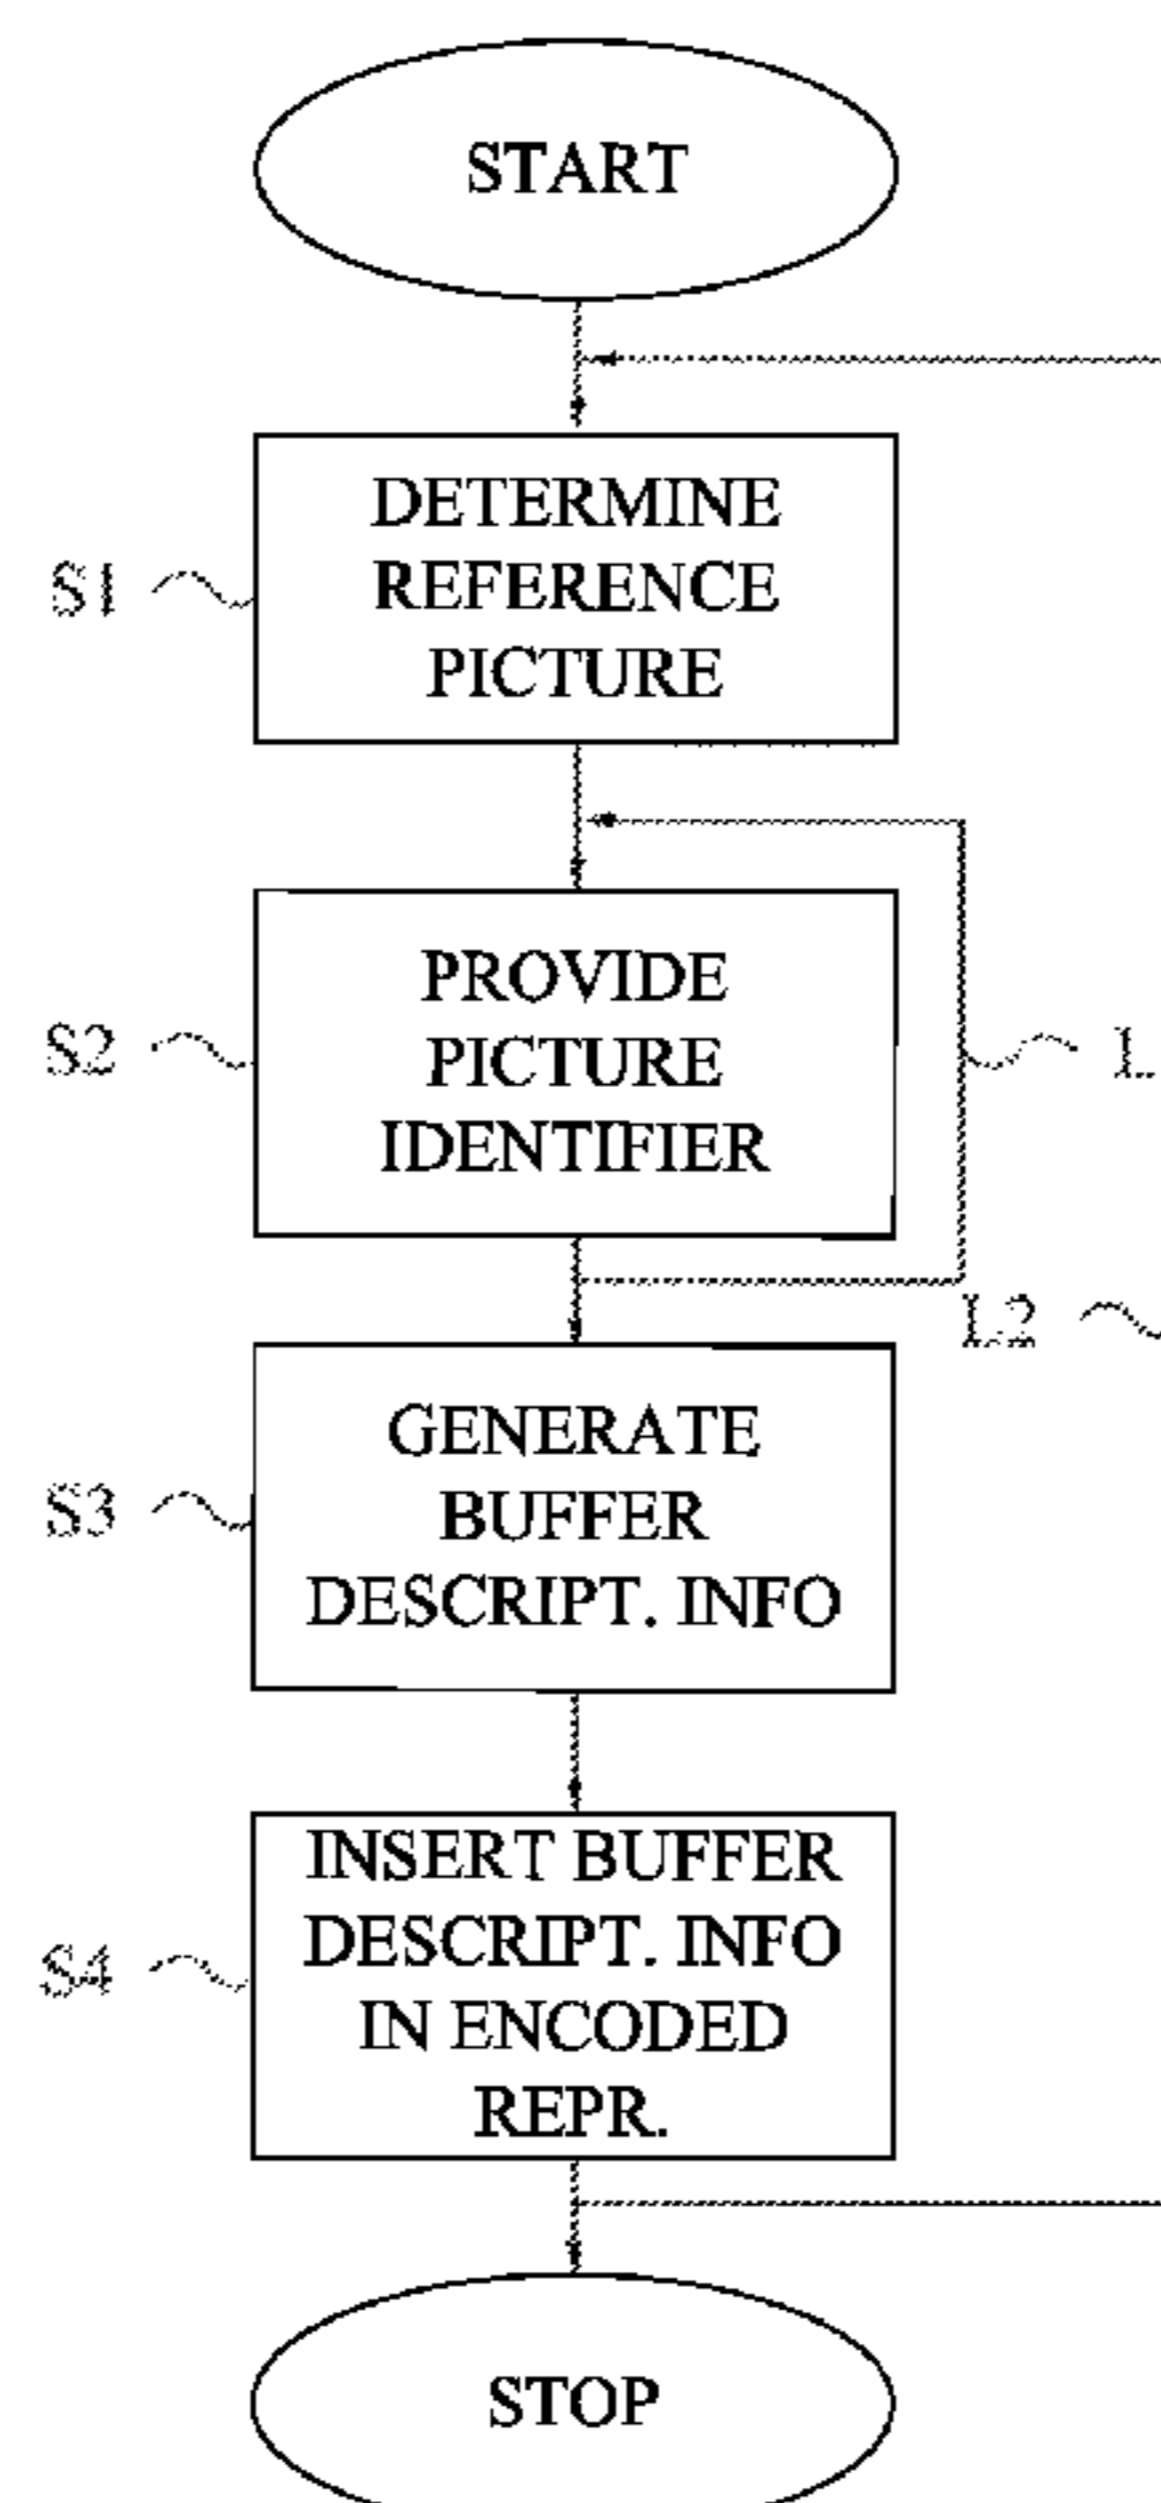 START
DETERMINE
REFERENCE
PICTURE
S1
PROVIDE
PICTURE
IDENTIFIER
S2
L2
GENERATE
BUFFER
DESCRIPT. INFO
S3
INSERT BUFFER
DESCRIPT. INFO
IN ENCODED
REPR.
S4
STOP